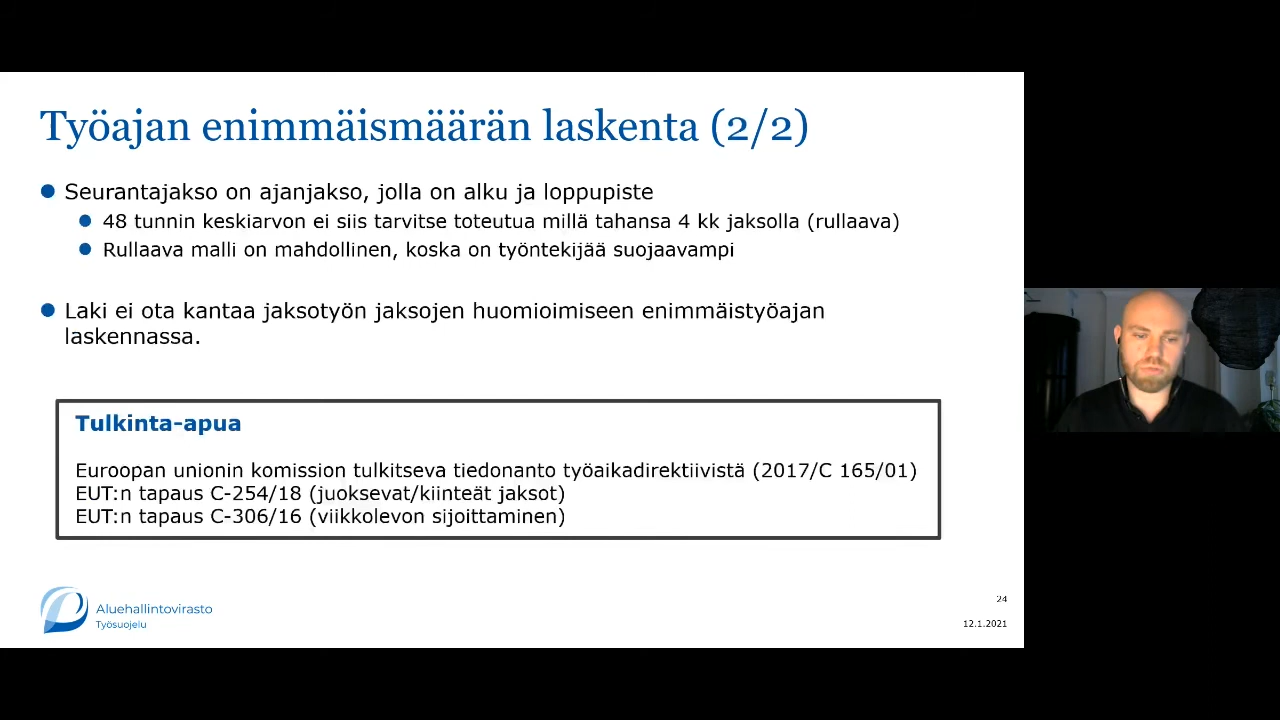 Työajan enimmäismäärän laskenta (2/2)
Seurantajakso on ajanjakso, jolla on alku ja loppupiste
48 tunnin keskiarvon ei siis tarvitse toteutua millä tahansa 4 kk jaksolla (rullaava)
Rullaava malli on mahdollinen, koska on työntekijää suojaavampi
Laki ei ota kantaa jaksotyön jaksojen huomioimiseen enimmäistyöajan
laskennassa.
Tulkinta-apua
Euroopan unionin komission tulkitseva tiedonanto työaikadirektiivistä (2017/C 165/01)
EUT:n tapaus C-254/18 (juoksevat/kiinteät jaksot)
EUT:n tapaus C-306/16 (viikkolevon sijoittaminen)
Aluehallintovirasto
Työsuojelu
24
12.1.2021